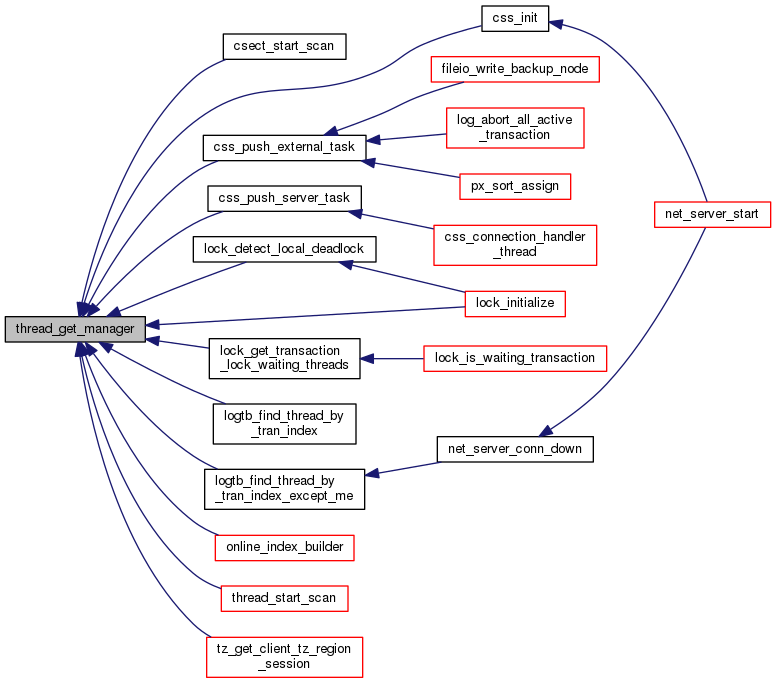 css_init
csect_start_scan
fileio_write_backup_node
log_abort_all_active
_transaction
css_push_external_task
px_sort_assign
css_push_server_task
net_server_start
css_connection_handler
_thread
lock_detect_local_deadlock
lock_initialize
thread_get_manager
lock_get_transaction
_lock_waiting_threads
lock_is_waiting_transaction
logtb_find_thread_by
_tran_index
net_server_conn_down
logtb_find_thread_by
_tran_index_except_me
online_index_builder
thread_start_scan
tz_get_client_tz_region
_session